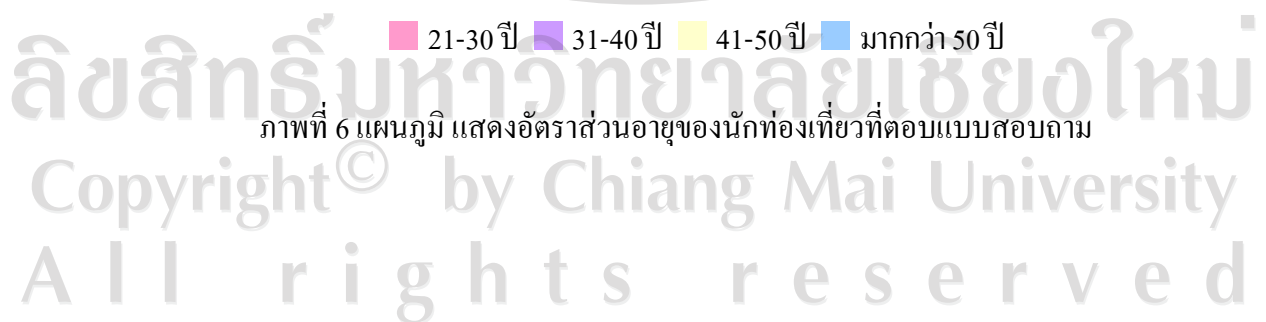 21-30 ปี 31-40 ปี 41-50 ปี มากกว่า 50 ปี
ลิขสิทธิ์มหาวิทยาลัยเชียงใหม่
ภาพที่ 6 แผนภูมิ แสดงอัตราส่วนอายุของนักท่องเที่ยวที่ตอบแบบสอบถาม
Copyright© by Chiang Mai University
All rights reserved